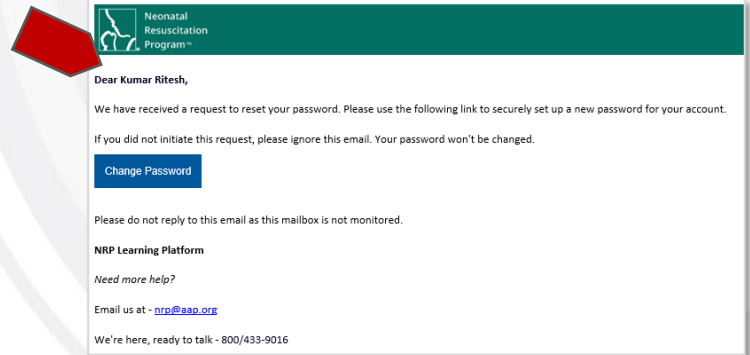 Neonatal
Resuscitation
Program™
Dear Kumar Ritesh,
We have received a request to reset your password. Please use the following link to securely set up a new password for your account.
If you did not initiate this request, please ignore this email. Your password won't be changed.
Change Password
Please do not reply to this email as this mailbox is not monitored.
NRP Learning Platform
Need more help?
Email us at - nrp@aap.org
We're here, ready to talk - 800/433-9016